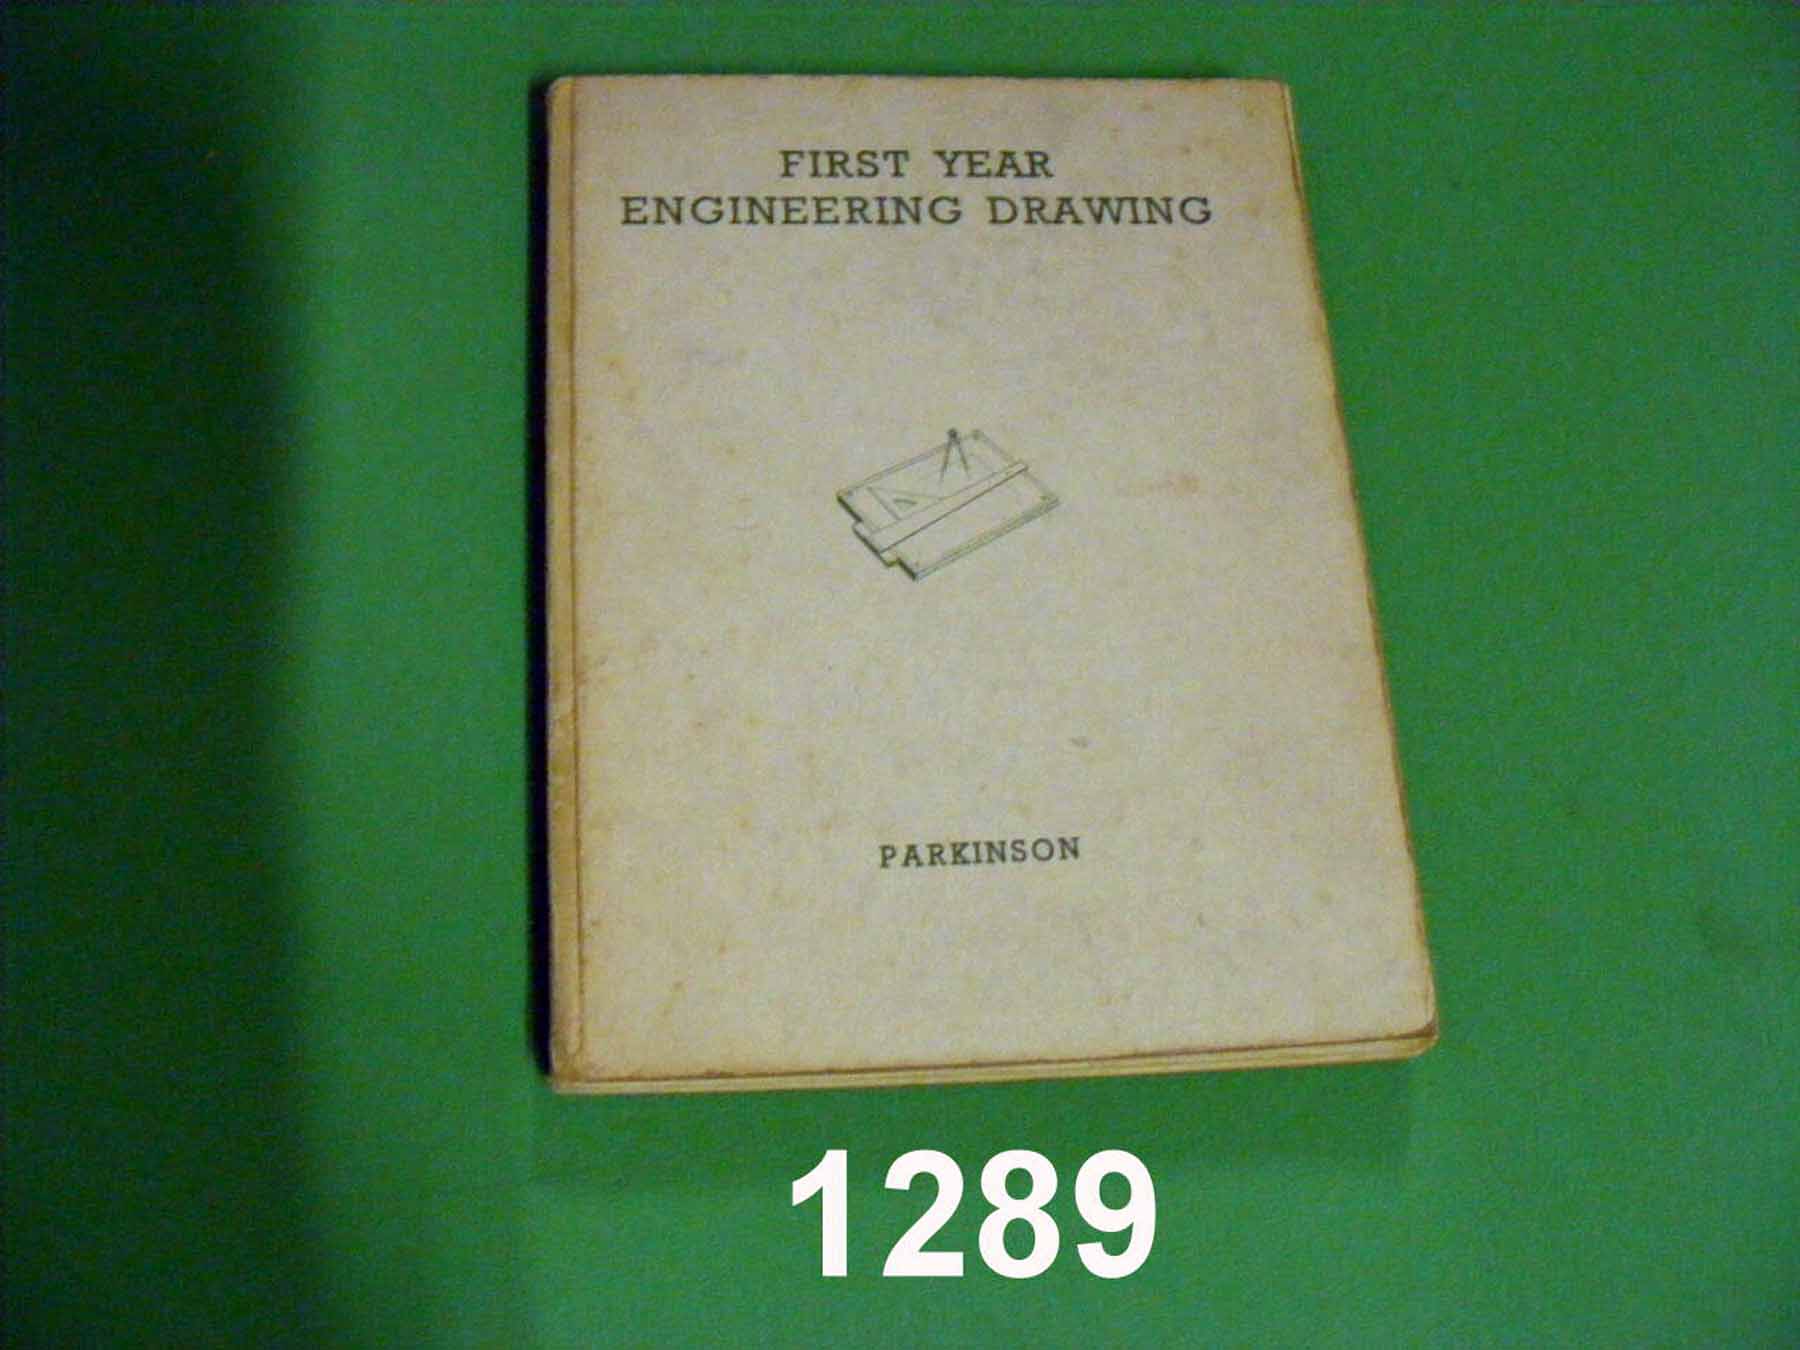 FIRST YEAR
ENGINEERING DRAWING
PARKINSON
1289